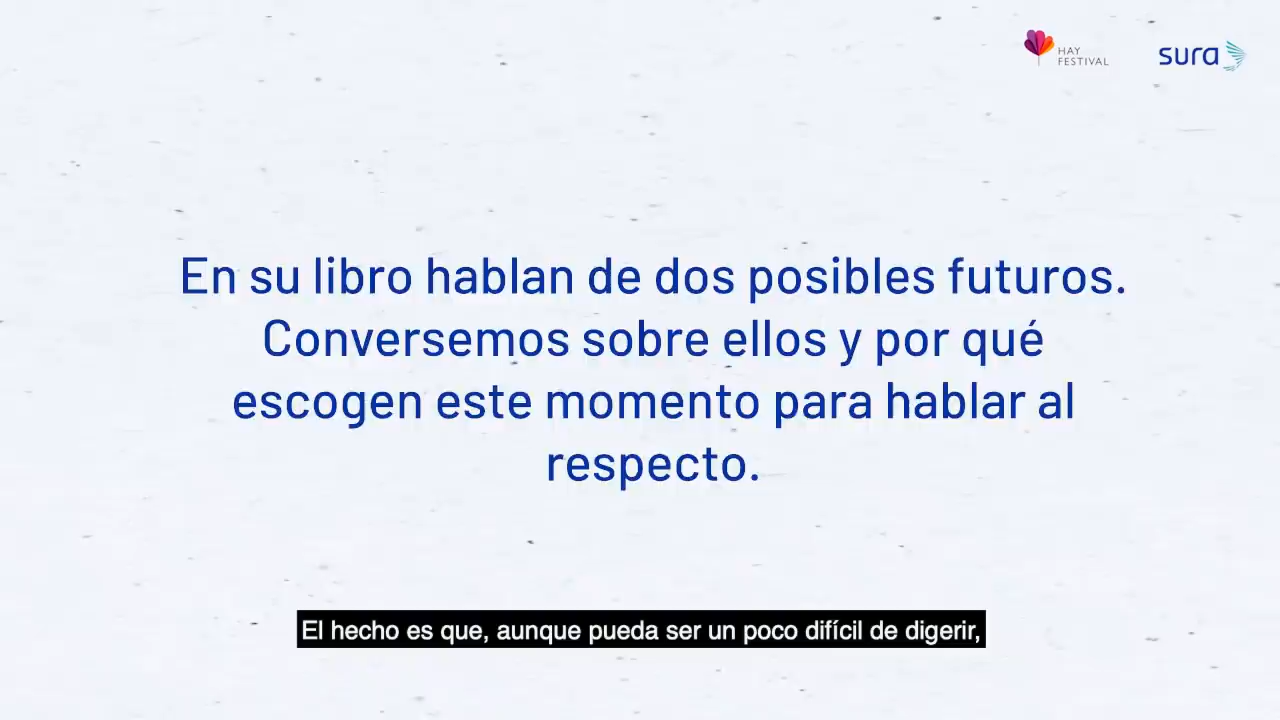 HAY
FESTIVAL
sura
En su libro hablan de dos posibles futuros.
Conversemos sobre ellos y por qué
escogen este momento para hablar al
respecto.
El hecho es que, aunque pueda ser un poco difícil de digerir,